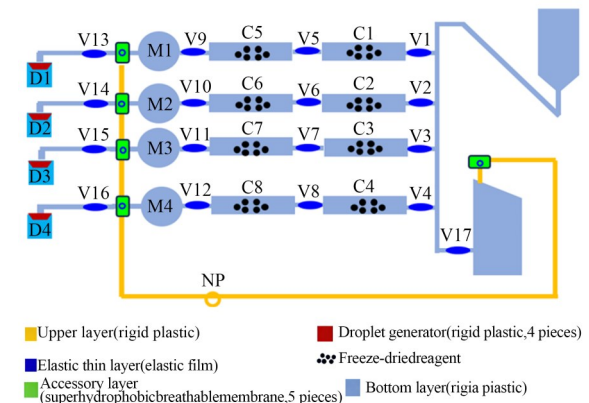 V13 M1 V9 C5 V5 C1 V1
D1
V14 M2 V10 C6 V6 C2 V2
D2
V15 M3 V11 C7 V7 C3 V3
D3
V16 M4 V12 C8 V8 C4 V4
D4
V17
NP
Upper layer(rigid plastic)
Droplet generator(rigid plastic,4 pieces)
Elastic thin layer(elastic film)
Freeze-driedreagent
Accessory layer
(superhydrophobicbreathablemembrane,5 pieces)
Bottom layer(rigia piastic)